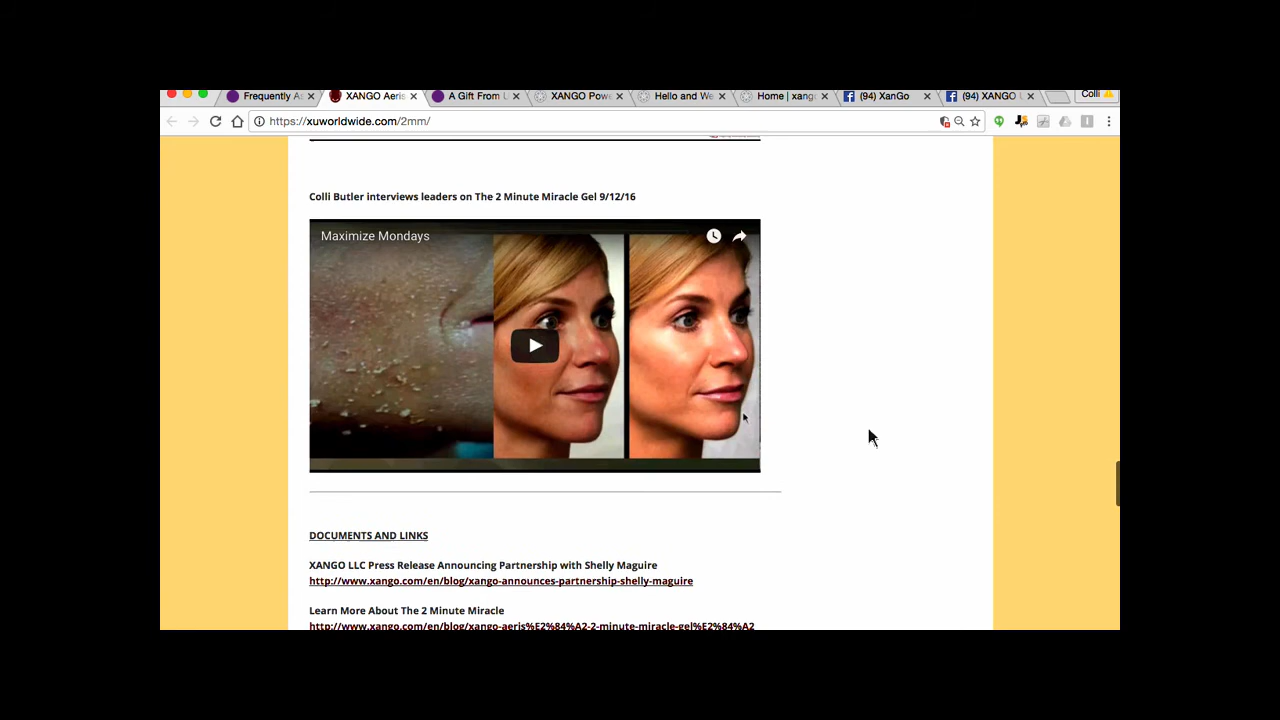 Frequently As
XANGO Aeris
A Gift From L
XANGO Pow
Hello and We
Home | xang
(94) XanGo
(94) XANGO U
Colli
https://xuworldwide.com/2mm/
Colli Butler interviews leaders on The 2 Minute Miracle Gel 9/12/16
Maximize Mondays
DOCUMENTS AND LINKS
XANGO LLC Press Release Announcing Partnership with Shelly Maguire
http://www.xango.com/en/blog/xango-announces-partnership-shelly-maguire
Learn More About The 2 Minute Miracle
http://www.xango.com/en/blog/xango-aeris%E2%84%A2-2-minute-miracle-gel%E2%84%A2